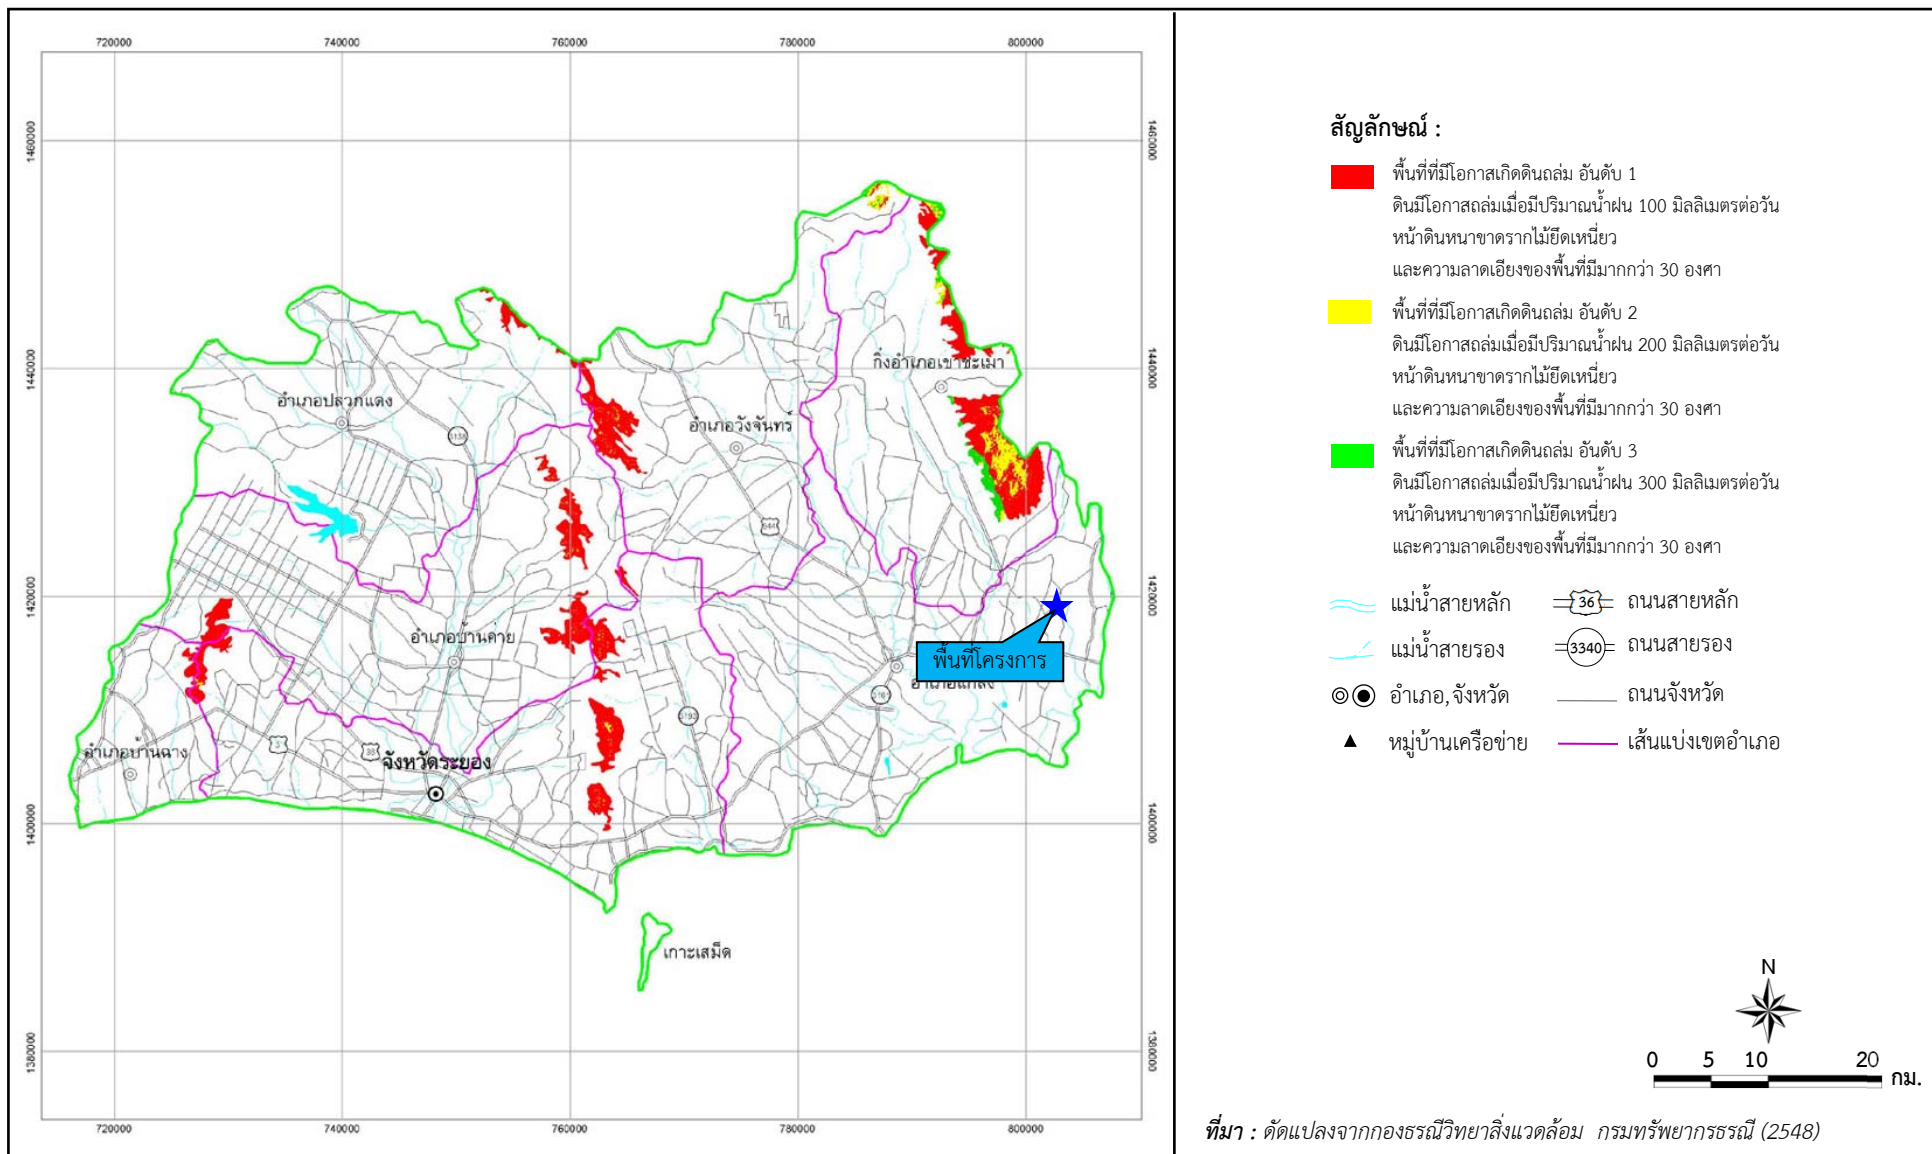 720000 740000 760000 780000 800000
1460000 1460000
1440000 1440000
1420000 1420000
1400000 1400000
1380000 1380000
กิ่งอำเภอเขาชะเมา
อำเภอปลวกแดง
อำเภอวังจันทร์
3138
344
อำเภอบ้านค่าย
พื้นที่โครงการ
อำเภอแกลง
3161
3193
อำเภอบ้านฉาง
3
36
จังหวัดระยอง
เกาะเสม็ด
720000 740000 760000 780000 800000
สัญลักษณ์ :
พื้นที่ที่มีโอกาสเกิดดินถล่ม อันดับ 1
ดินมีโอกาสถล่มเมื่อมีปริมาณน้ำฝน 100 มิลลิเมตรต่อวัน
หน้าดินหนาขาดรากไม้ยึดเหนี่ยว
และความลาดเอียงของพื้นที่มีมากกว่า 30 องศา
พื้นที่ที่มีโอกาสเกิดดินถล่ม อันดับ 2
ดินมีโอกาสถล่มเมื่อมีปริมาณน้ำฝน 200 มิลลิเมตรต่อวัน
หน้าดินหนาขาดรากไม้ยึดเหนี่ยว
และความลาดเอียงของพื้นที่มีมากกว่า 30 องศา
พื้นที่ที่มีโอกาสเกิดดินถล่ม อันดับ 3
ดินมีโอกาสถล่มเมื่อมีปริมาณน้ำฝน 300 มิลลิเมตรต่อวัน
หน้าดินหนาขาดรากไม้ยึดเหนี่ยว
และความลาดเอียงของพื้นที่มีมากกว่า 30 องศา
แม่น้ำสายหลัก 36 ถนนสายหลัก
แม่น้ำสายรอง 3340 ถนนสายรอง
อำเภอ,จังหวัด ถนนจังหวัด
หมู่บ้านเครือข่าย เส้นแบ่งเขตอำเภอ
N
0 5 10 20 กม.
ที่มา : ดัดแปลงจากกองธรณีวิทยาสิ่งแวดล้อม กรมทรัพยากรธรณี (2548)